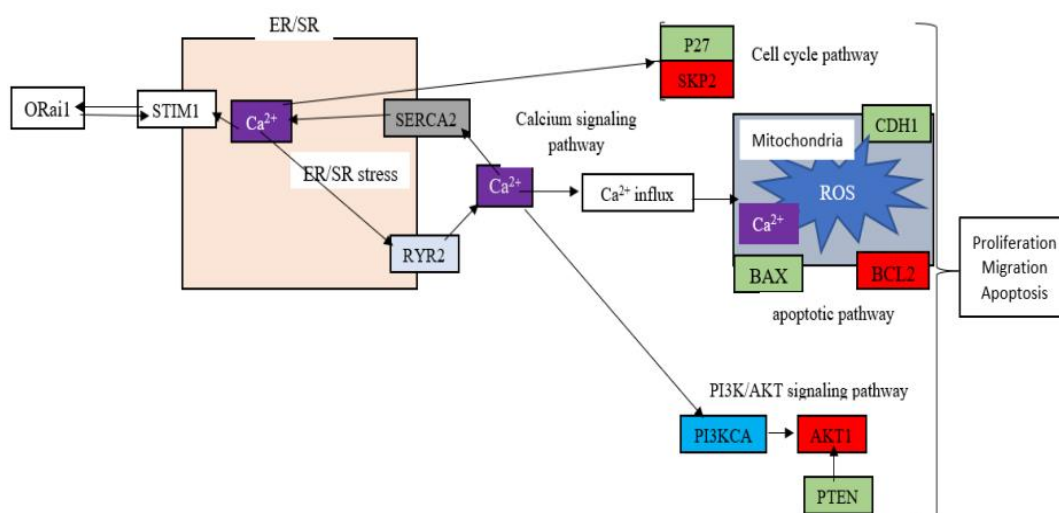 ER/SR
P27
Cell cycle pathway
SKP2
ORai1
STIM1
Ca²⁺
SERCA2
Calcium signaling
pathway
CDH1
Mitochondria
ER/SR stress
Ca²⁺
Ca²⁺ influx
ROS
Ca²⁺
RYR2
BAX
BCL2
Proliferation
Migration
Apoptosis
apoptotic pathway
PI3K/AKT signaling pathway
PI3KCA
AKT1
PTEN